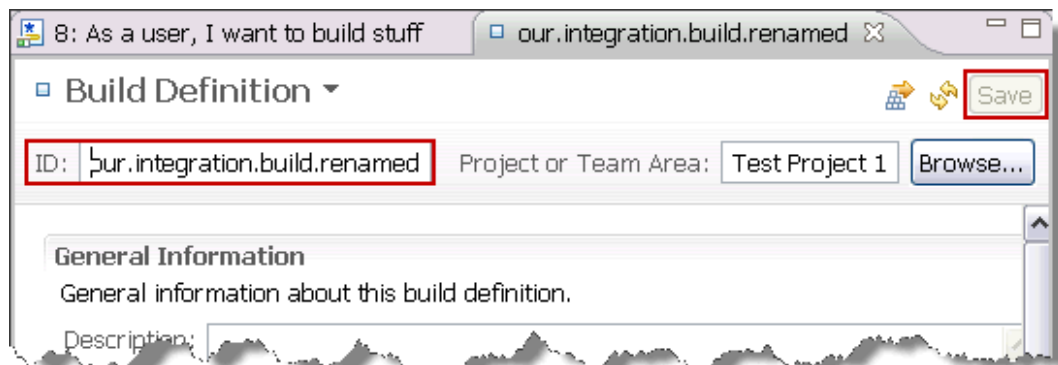 8: As a user, I want to build stuff our.integration.build.renamed
Build Definition Save
ID: our.integration.build.renamed Project or Team Area: Test Project 1 Browse...
General Information
General information about this build definition.
Description: